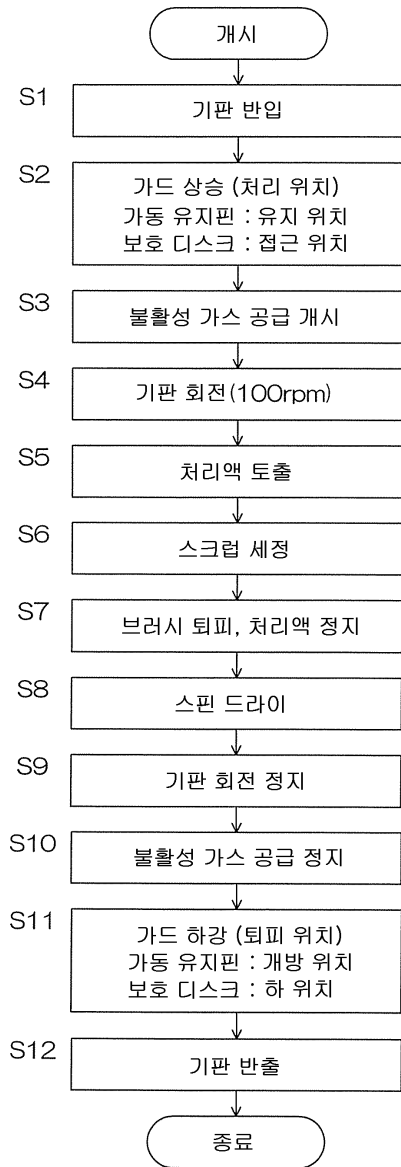 개시
S1
기판 반입
S2
가드 상승 (처리 위치)
가동 유지핀 : 유지 위치
보호 디스크 : 접근 위치
S3
불활성 가스 공급 개시
S4
기판 회전(100rpm)
S5
처리액 토출
S6
스크럽 세정
S7
브러시 퇴피, 처리액 정지
S8
스핀 드라이
S9
기판 회전 정지
S10
불활성 가스 공급 정지
S11
가드 하강 (퇴피 위치)
가동 유지핀 : 개방 위치
보호 디스크 : 하 위치
S12
기판 반출
종료